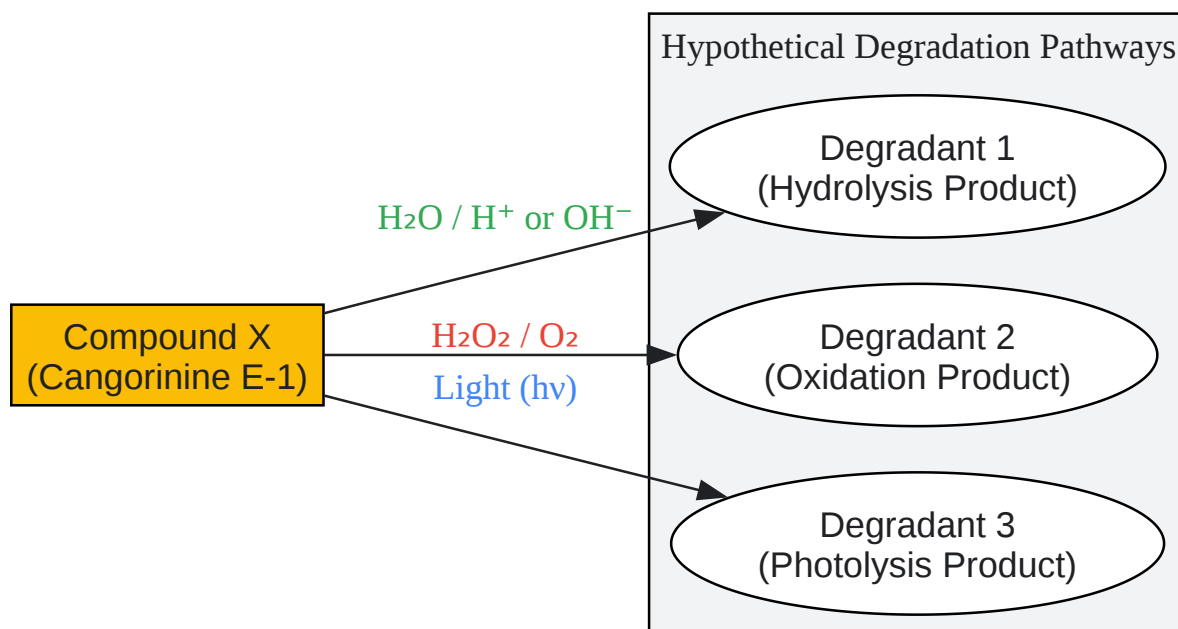 Hypothetical Degradation Pathways
Degradant 1
(Hydrolysis Product)
H₂O / H⁺ or OH⁻
Compound X
(Cangorinine E-1)
H₂O₂ / O₂
Degradant 2
(Oxidation Product)
Light (hν)
Degradant 3
(Photolysis Product)